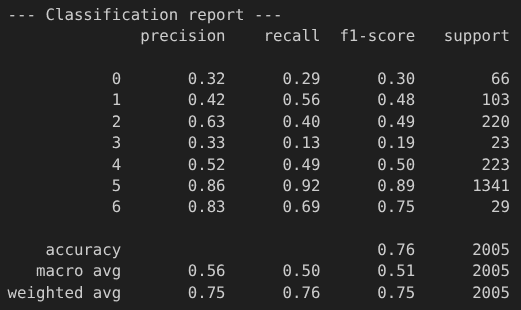 --- Classification report ---
precision recall f1-score support
0 0.32 0.29 0.30 66
1 0.42 0.56 0.48 103
2 0.63 0.40 0.49 220
3 0.33 0.13 0.19 23
4 0.52 0.49 0.50 223
5 0.86 0.92 0.89 1341
6 0.83 0.69 0.75 29
accuracy 0.76 2005
macro avg 0.56 0.50 0.51 2005
weighted avg 0.75 0.76 0.75 2005